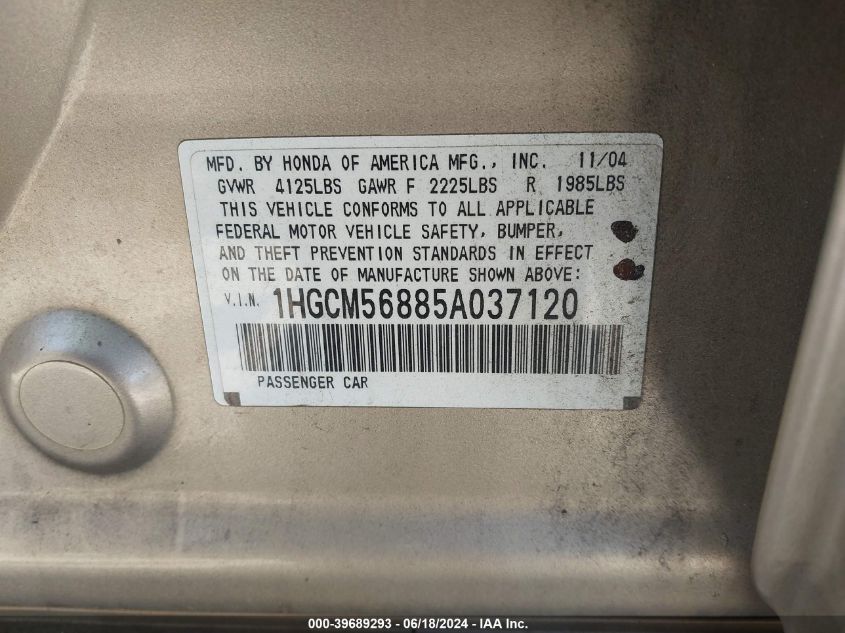 MFD. BY HONDA OF AMERICA MFG., INC. 11/04
GVWR 4125LBS GAWR F 2225LBS R 1985LBS
THIS VEHICLE CONFORMS TO ALL APPLICABLE
FEDERAL MOTOR VEHICLE SAFETY, BUMPER,
AND THEFT PREVENTION STANDARDS IN EFFECT
ON THE DATE OF MANUFACTURE SHOWN ABOVE:
V.I.N. 1HGCM56885A037120
PASSENGER CAR
000-39689293 - 06/18/2024 - IAA Inc.